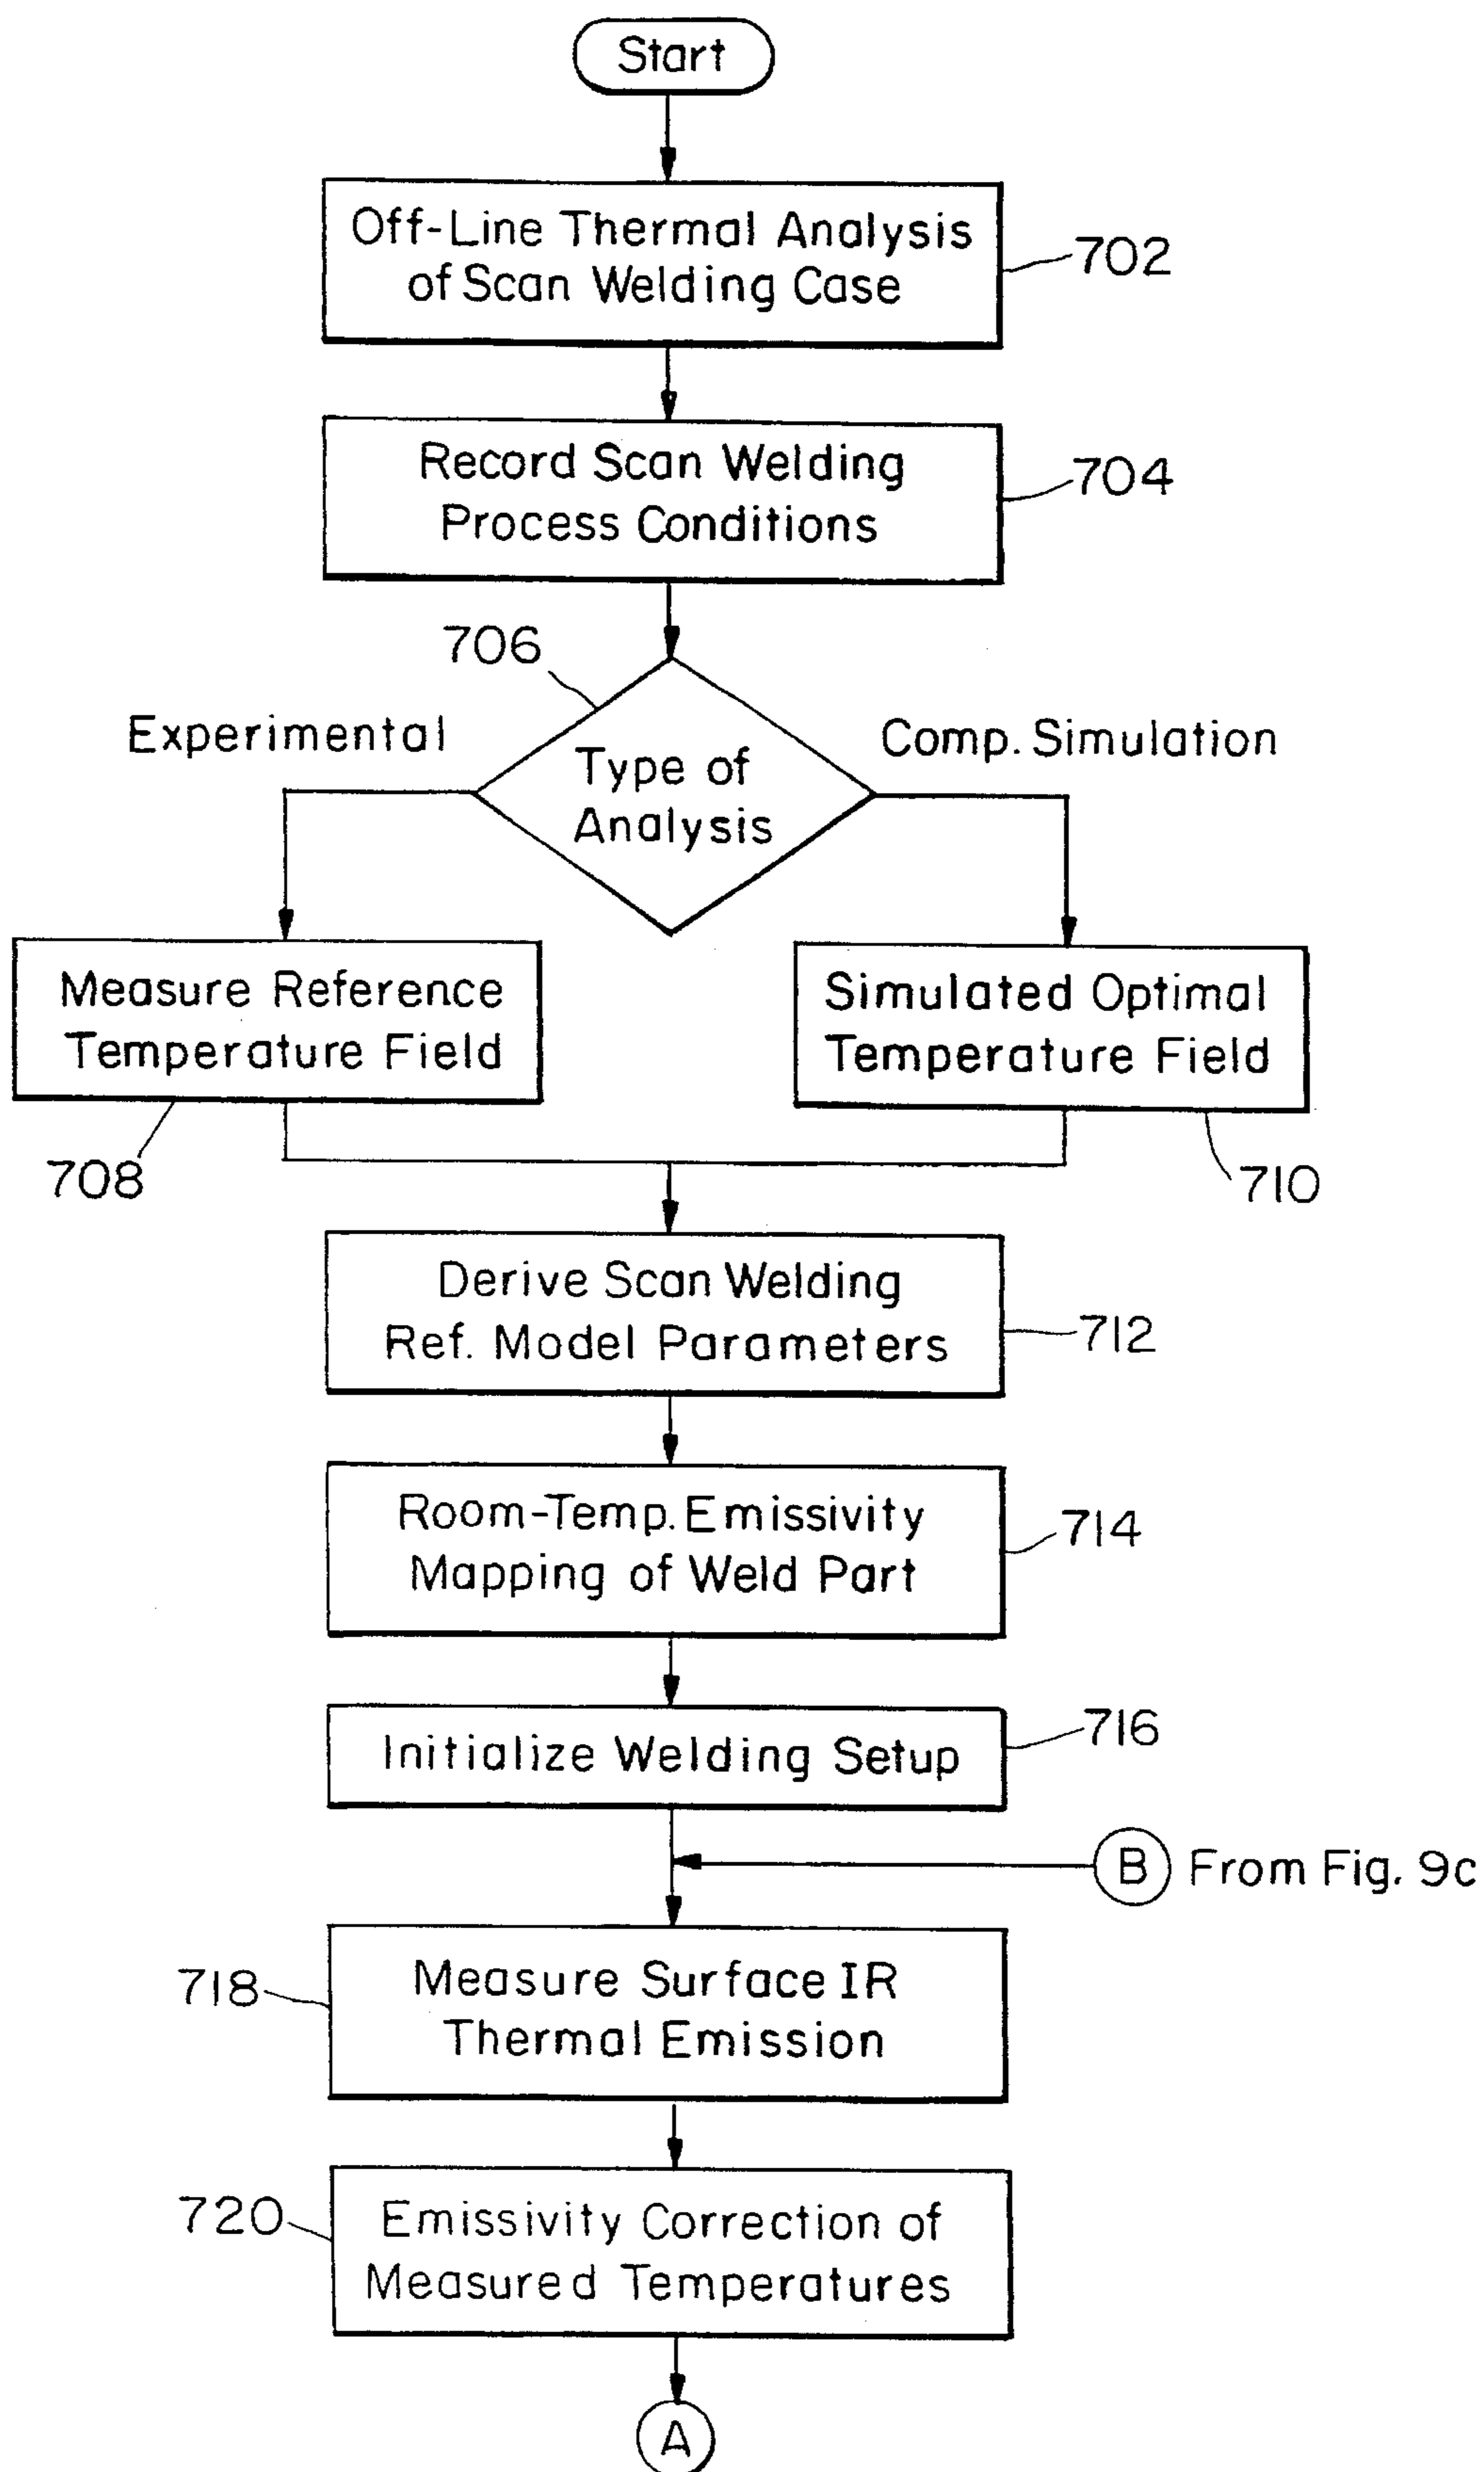 Start
Off-Line Thermal Analysis
of Scan Welding Case
702
Record Scan Welding
Process Conditions
704
706
Experimental
Type of
Analysis
Comp. Simulation
Measure Reference
Temperature Field
708
Simulated Optimal
Temperature Field
710
Derive Scan Welding
Ref. Model Parameters
712
Room-Temp. Emissivity
Mapping of Weld Part
714
Initialize Welding Setup
716
B From Fig. 9c
718
Measure Surface IR
Thermal Emission
720
Emissivity Correction of
Measured Temperatures
A